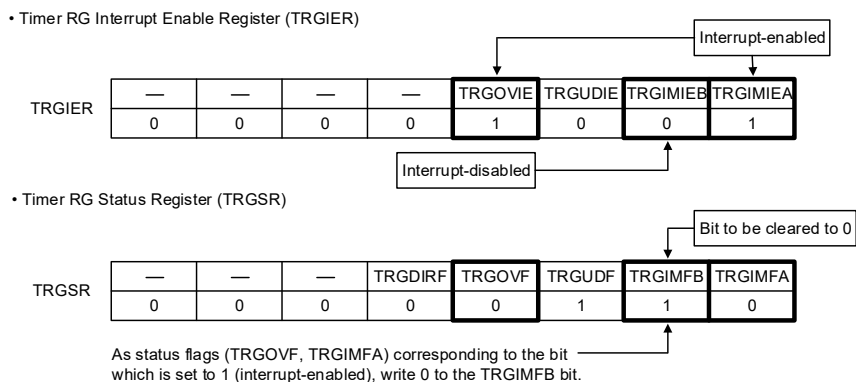 • Timer RG Interrupt Enable Register (TRGIER)
Interrupt-enabled
— — — — TRGOVIE TRGUDIE TRGIMIEB TRGIMIEA
TRGIER
0 0 0 0 1 0 0 1
Interrupt-disabled
• Timer RG Status Register (TRGSR)
Bit to be cleared to 0
— — — TRGDIRF TRGOVF TRGUDF TRGIMFB TRGIMFA
TRGSR
0 0 0 0 0 1 1 0
As status flags (TRGOVF, TRGIMFA) corresponding to the bit
which is set to 1 (interrupt-enabled), write 0 to the TRGIMFB bit.